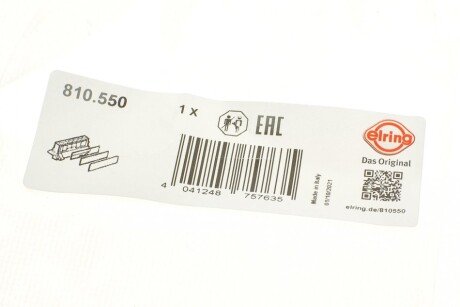 810.550
1 x
EAC
elring
Das Original
4 041248 757635
Made in Italy
01/10/2021
elring.de/810550